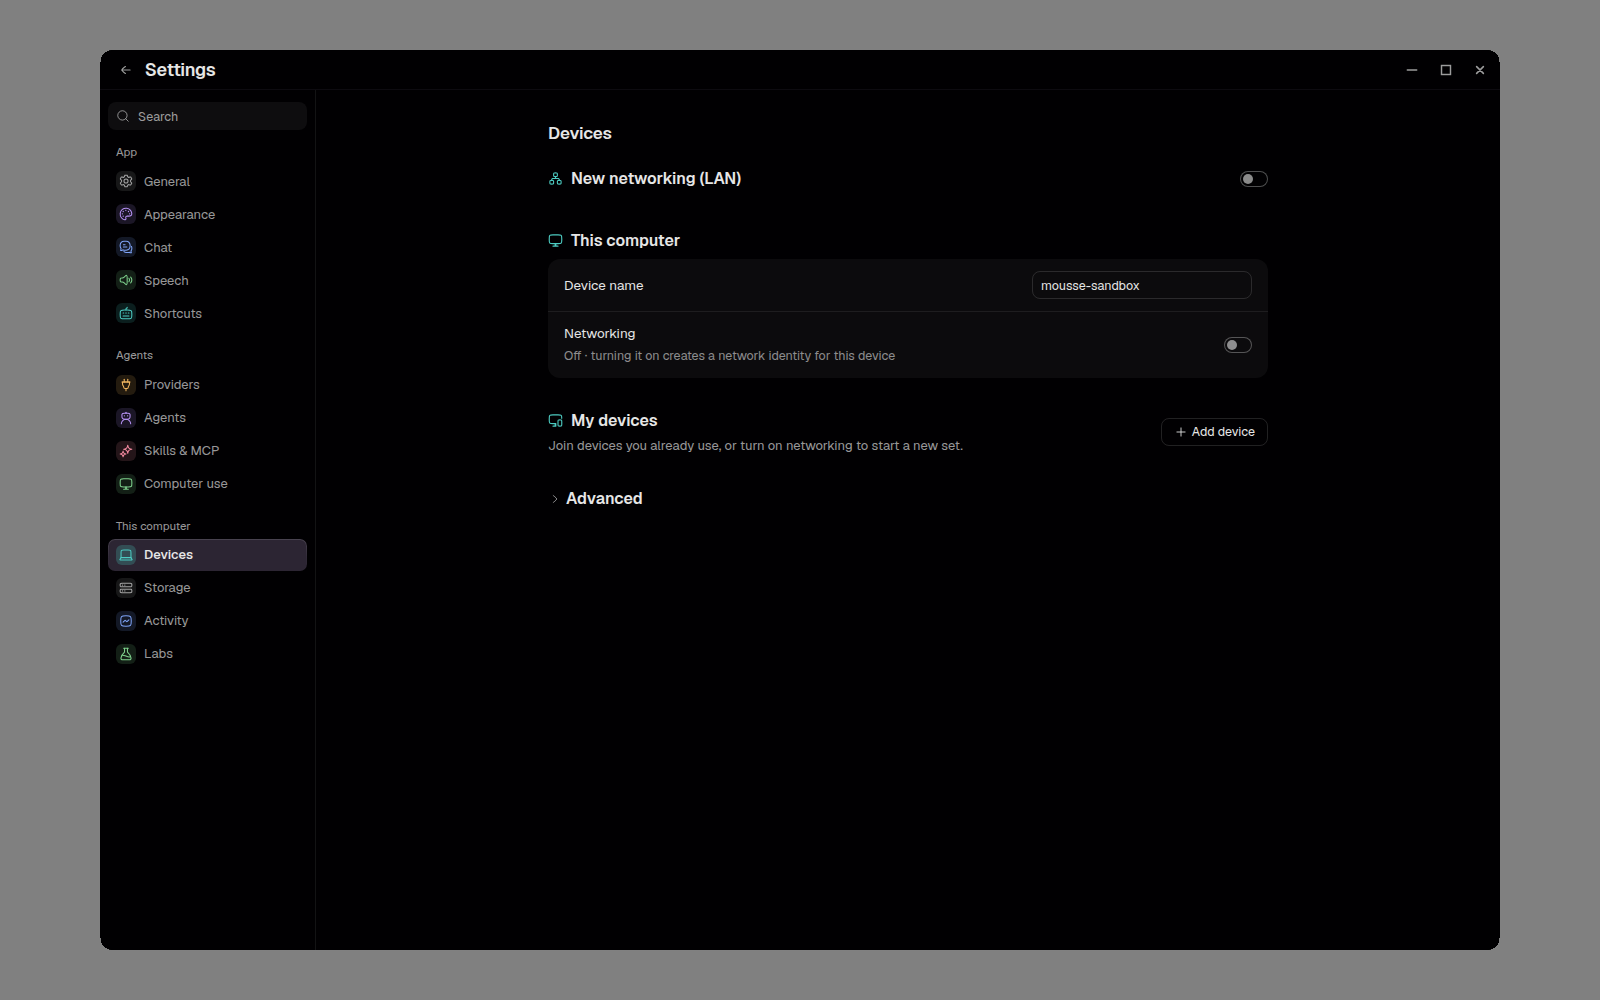 Settings
Search
App
General
Appearance
Chat
Speech
Shortcuts
Agents
Providers
Agents
Skills & MCP
Computer use
This computer
Devices
Storage
Activity
Labs
Devices
New networking (LAN)
This computer
Device name
mousse-sandbox
Networking
Off · turning it on creates a network identity for this device
My devices
Join devices you already use, or turn on networking to start a new set.
Add device
Advanced